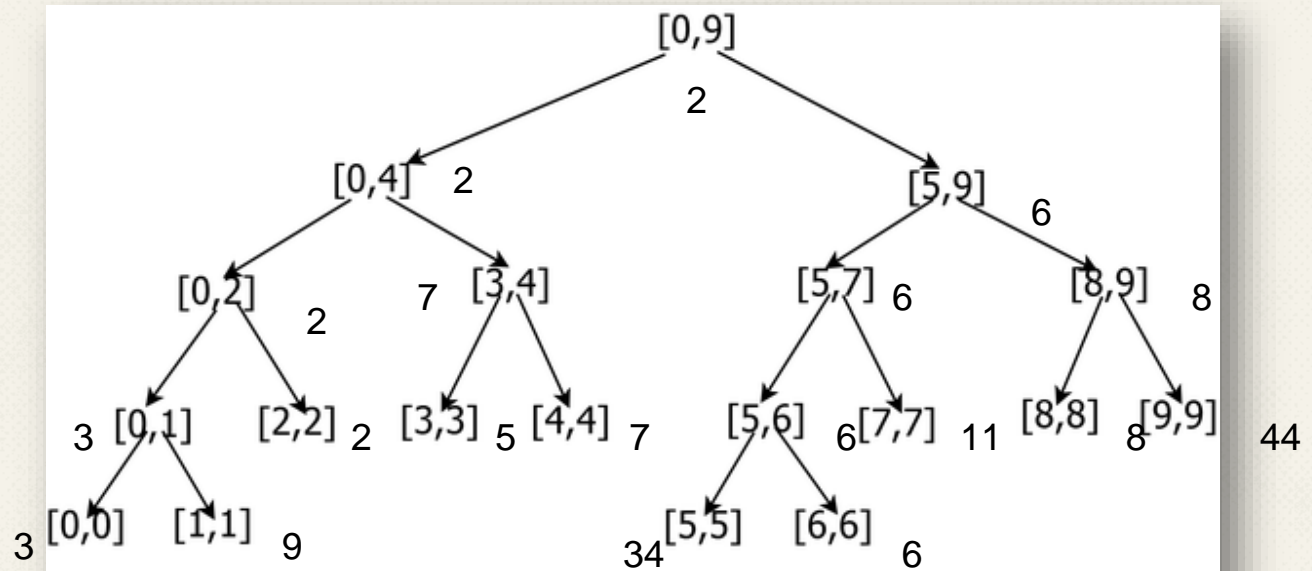 [0,9]
2
[0,4] 2 [5,9]
6
[0,2] 7 [3,4] [5,7] 6 [8,9] 8
2
3 [0,1] [2,2] 2 [3,3] 5 [4,4] 7 [5,6] 6 [7,7] 11 [8,8] 8 [9,9] 44
3 [0,0] [1,1] 9 34 [5,5] [6,6] 6